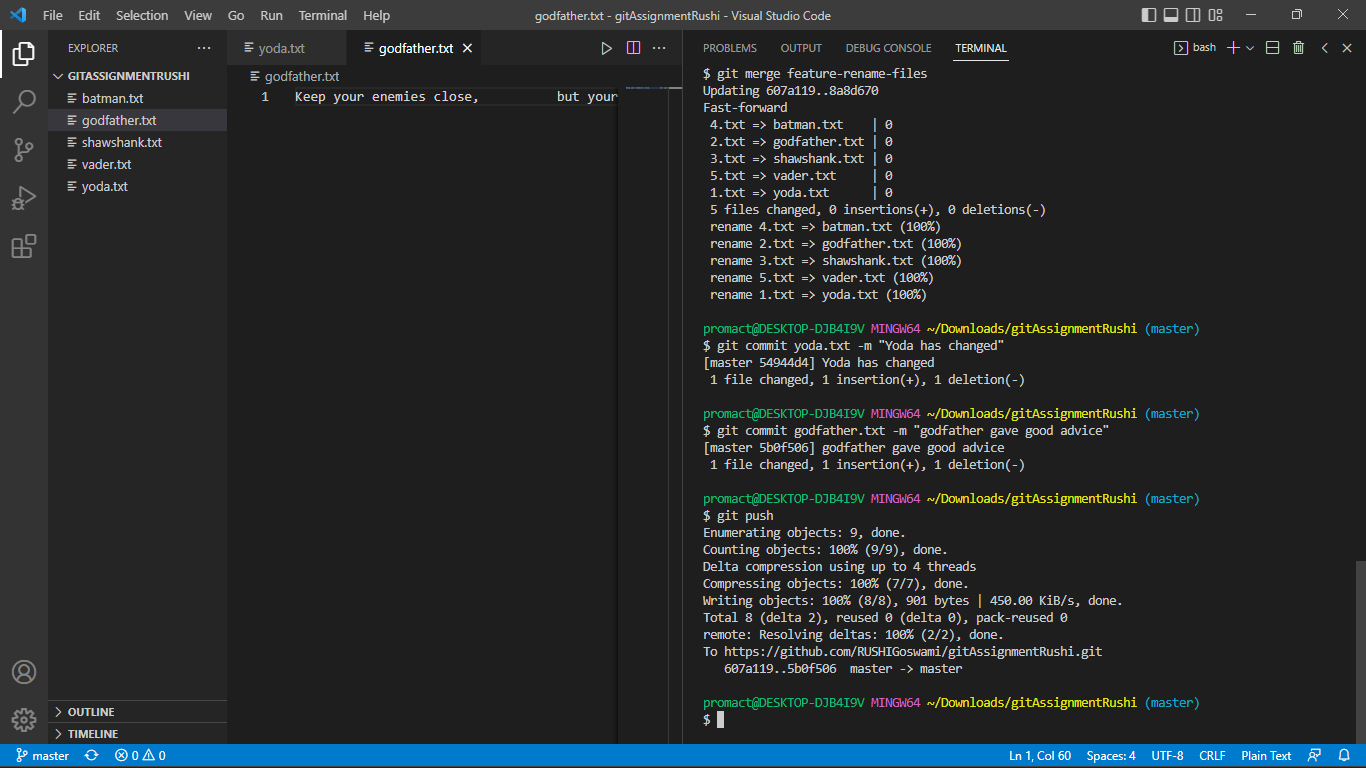 File Edit Selection View Go Run Terminal Help
godfather.txt - gitAssignmentRushi - Visual Studio Code
EXPLORER
GITASSIGNMENTRUSHI
batman.txt
godfather.txt
shawshank.txt
vader.txt
yoda.txt
OUTLINE
TIMELINE
yoda.txt godfather.txt
godfather.txt
1 Keep your enemies close, but your
PROBLEMS OUTPUT DEBUG CONSOLE TERMINAL bash
$ git merge feature-rename-files
Updating 607a119..8a8d670
Fast-forward
4.txt => batman.txt | 0
2.txt => godfather.txt | 0
3.txt => shawshank.txt | 0
5.txt => vader.txt | 0
1.txt => yoda.txt | 0
5 files changed, 0 insertions(+), 0 deletions(-)
rename 4.txt => batman.txt (100%)
rename 2.txt => godfather.txt (100%)
rename 3.txt => shawshank.txt (100%)
rename 5.txt => vader.txt (100%)
rename 1.txt => yoda.txt (100%)
promact@DESKTOP-DJB4I9V MINGW64 ~/Downloads/gitAssignmentRushi (master)
$ git commit yoda.txt -m "Yoda has changed"
[master 54944d4] Yoda has changed
1 file changed, 1 insertion(+), 1 deletion(-)
promact@DESKTOP-DJB4I9V MINGW64 ~/Downloads/gitAssignmentRushi (master)
$ git commit godfather.txt -m "godfather gave good advice"
[master 5b0f506] godfather gave good advice
1 file changed, 1 insertion(+), 1 deletion(-)
promact@DESKTOP-DJB4I9V MINGW64 ~/Downloads/gitAssignmentRushi (master)
$ git push
Enumerating objects: 9, done.
Counting objects: 100% (9/9), done.
Delta compression using up to 4 threads
Compressing objects: 100% (7/7), done.
Writing objects: 100% (8/8), 901 bytes | 450.00 KiB/s, done.
Total 8 (delta 2), reused 0 (delta 0), pack-reused 0
remote: Resolving deltas: 100% (2/2), done.
To https://github.com/RUSHIGoswami/gitAssignmentRushi.git
607a119..5b0f506 master -> master
promact@DESKTOP-DJB4I9V MINGW64 ~/Downloads/gitAssignmentRushi (master)
$
master 0 0 Ln 1, Col 60 Spaces: 4 UTF-8 CRLF Plain Text